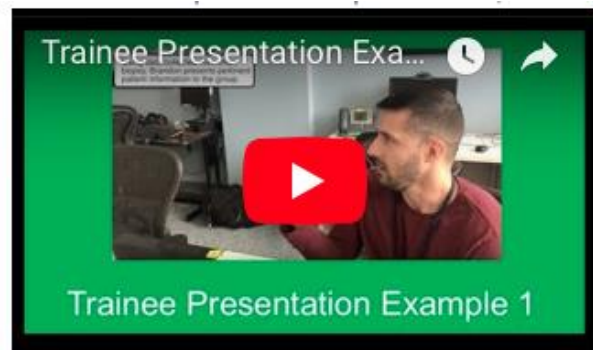 Trainee Presentation Exa...
Brandon presents pertinent
patient information to the group.
Trainee Presentation Example 1